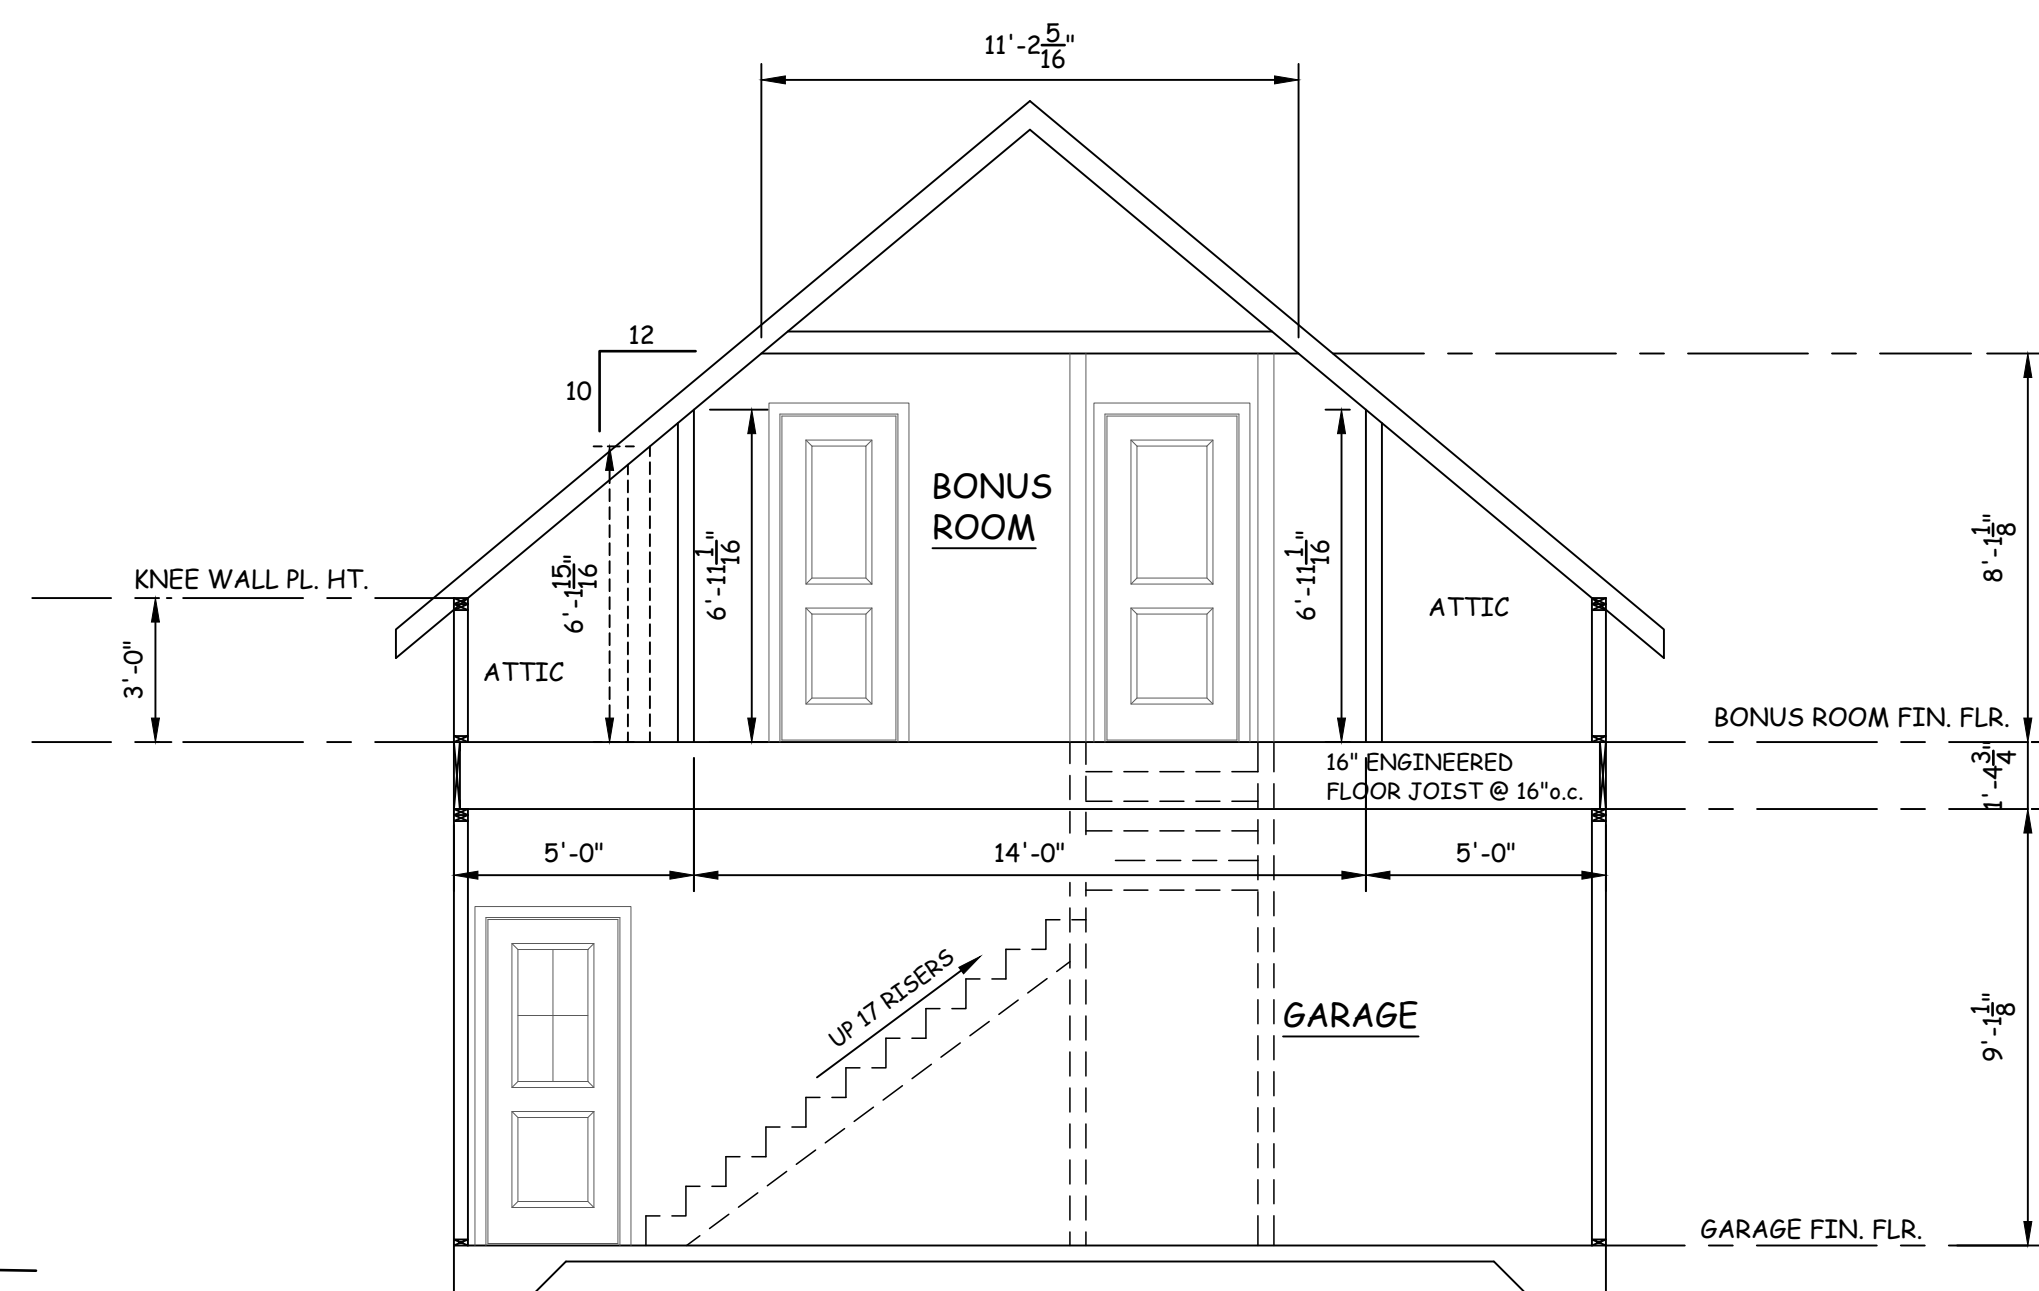 11'-2 5/16"
12
10
BONUS
ROOM
6'-1 15/16"
6'-11 1/16"
6'-11 1/16"
8'-1 1/8"
KNEE WALL PL. HT.
3'-0"
ATTIC
ATTIC
BONUS ROOM FIN. FLR.
16" ENGINEERED
FLOOR JOIST @ 16"o.c.
1'-4 3/4"
5'-0"
14'-0"
5'-0"
UP 17 RISERS
GARAGE
9'-1 1/8"
GARAGE FIN. FLR.